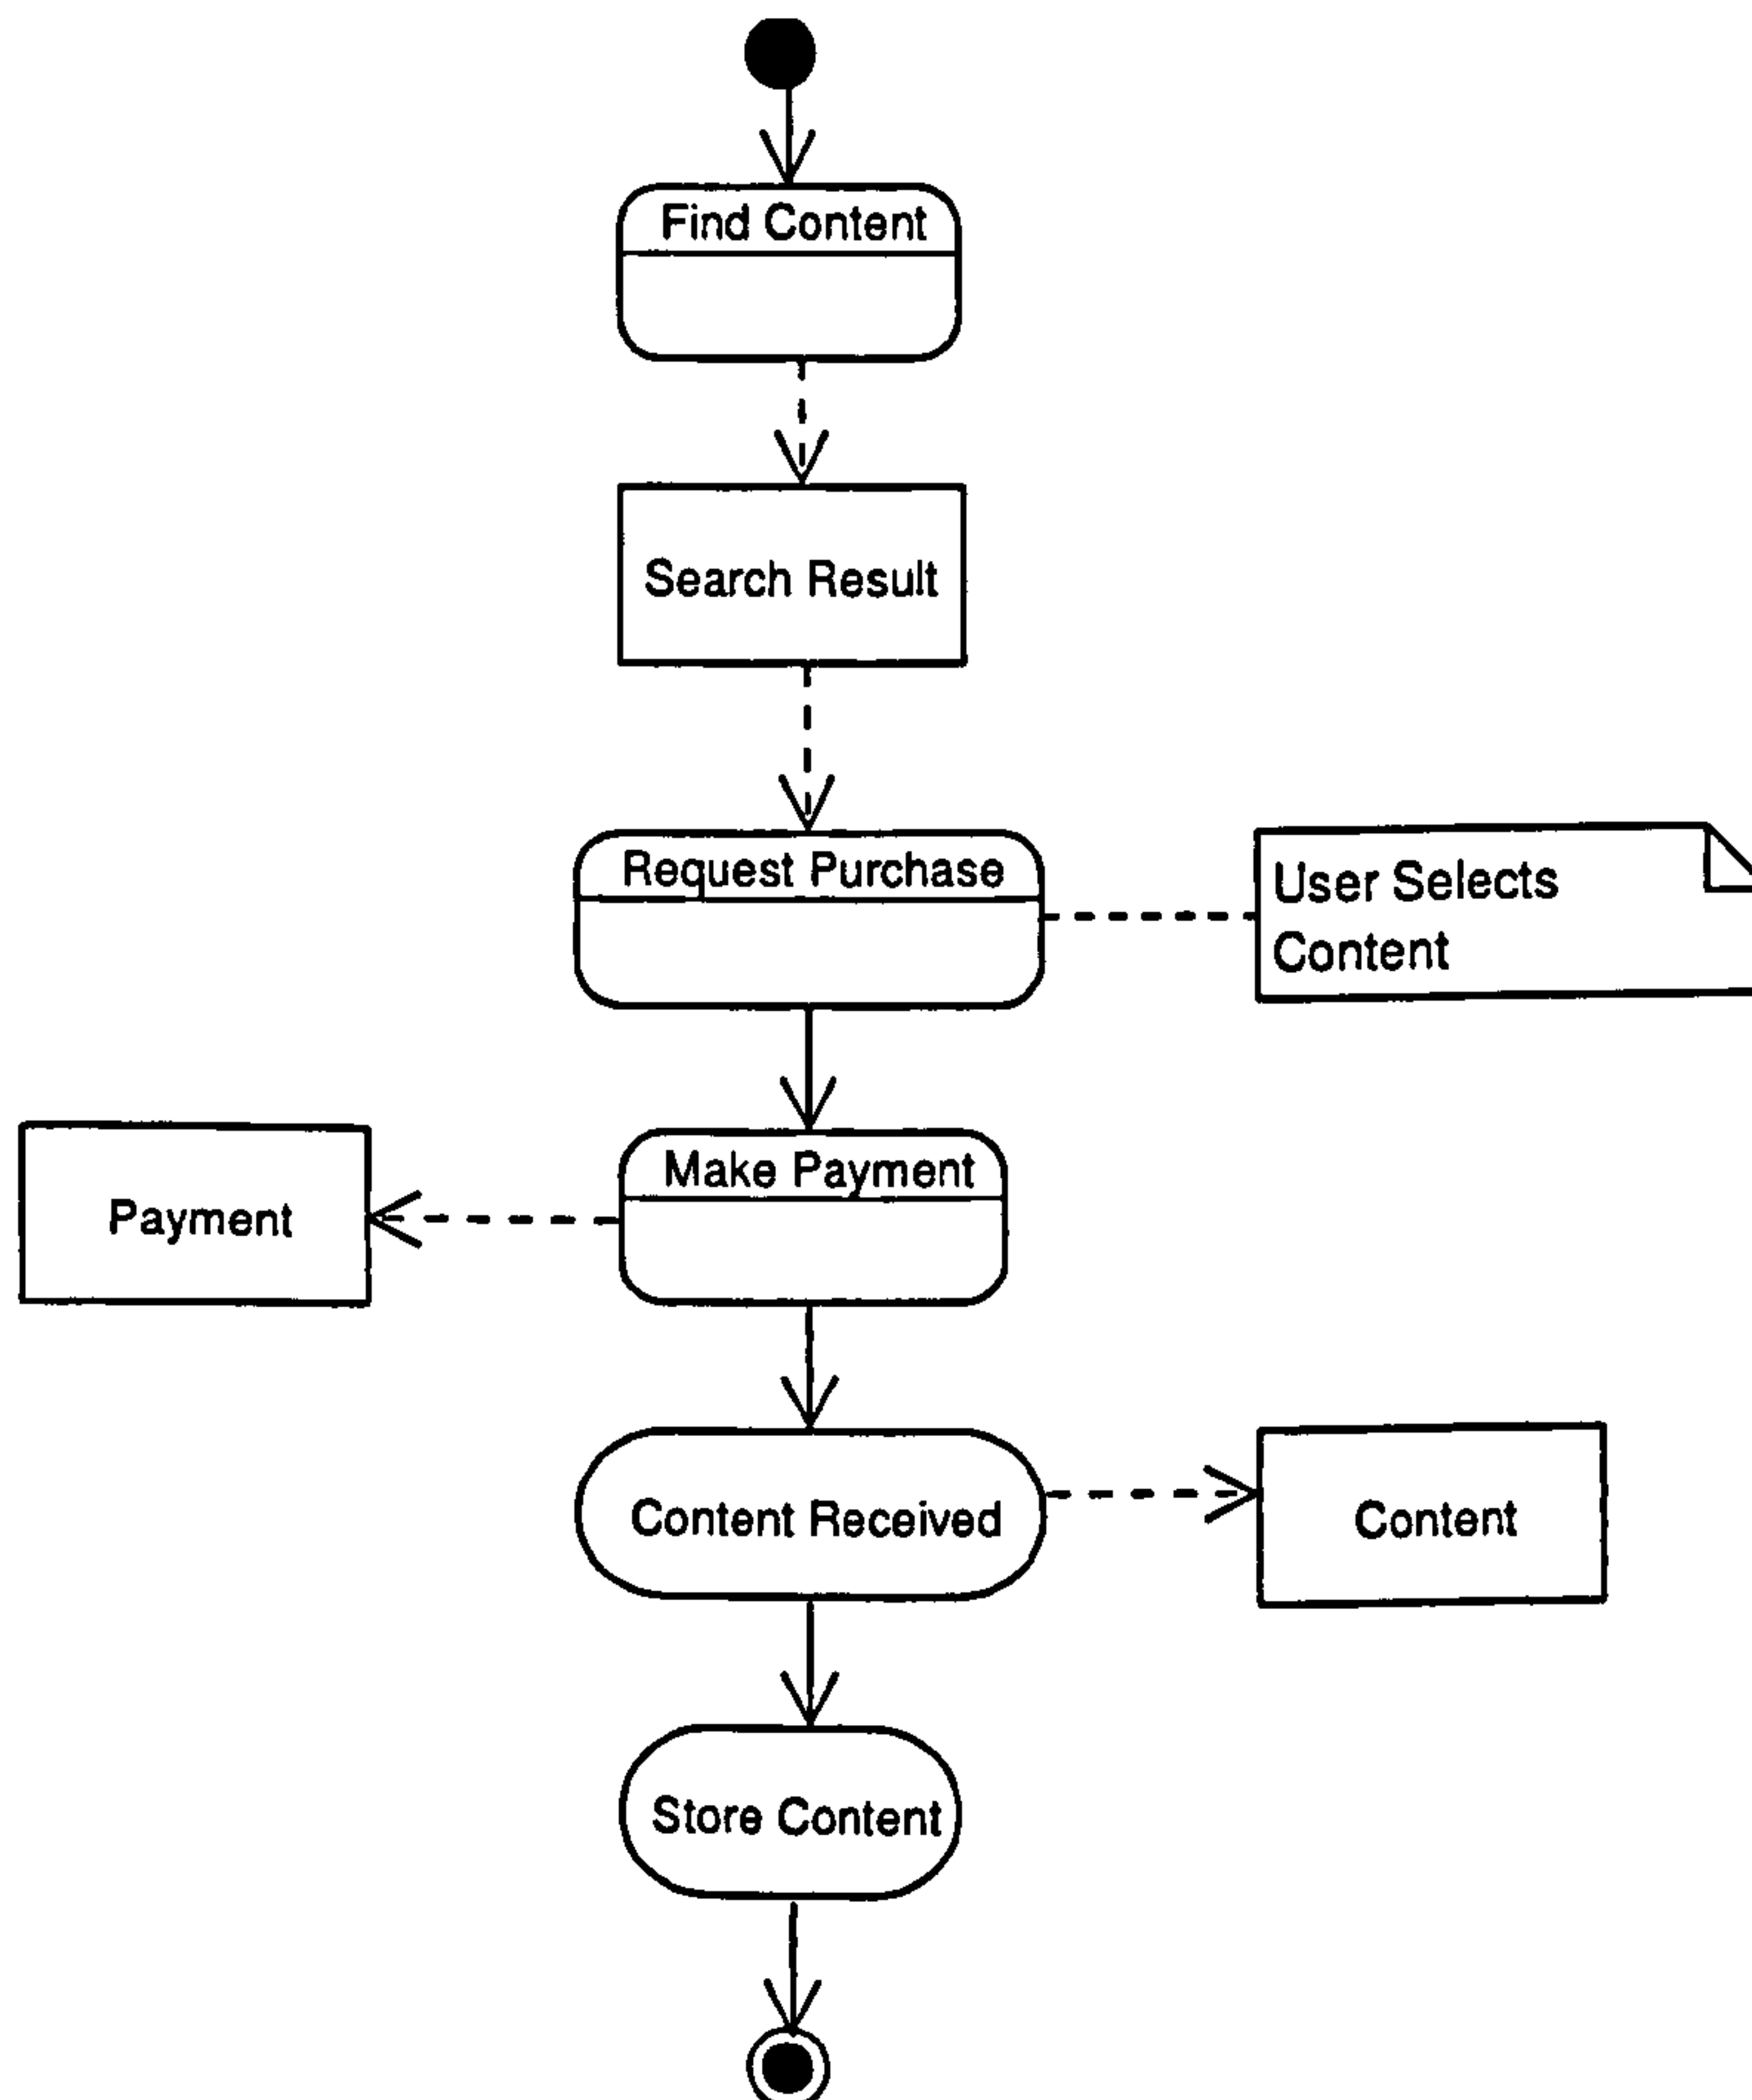 Find Content
Search Result
Request Purchase
User Selects
Content
Make Payment
Payment
Content Received
Content
Store Content